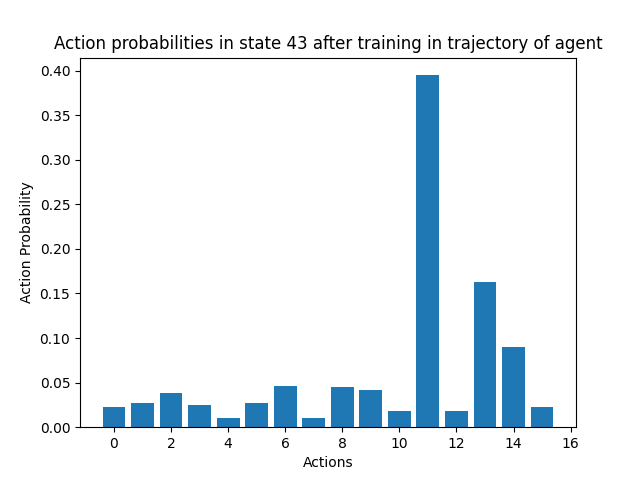 Action probabilities in state 43 after training in trajectory of agent
0.40
0.35
0.30
0.25
0.20
0.15
0.10
0.05
0.00
Action Probability
0 2 4 6 8 10 12 14 16
Actions